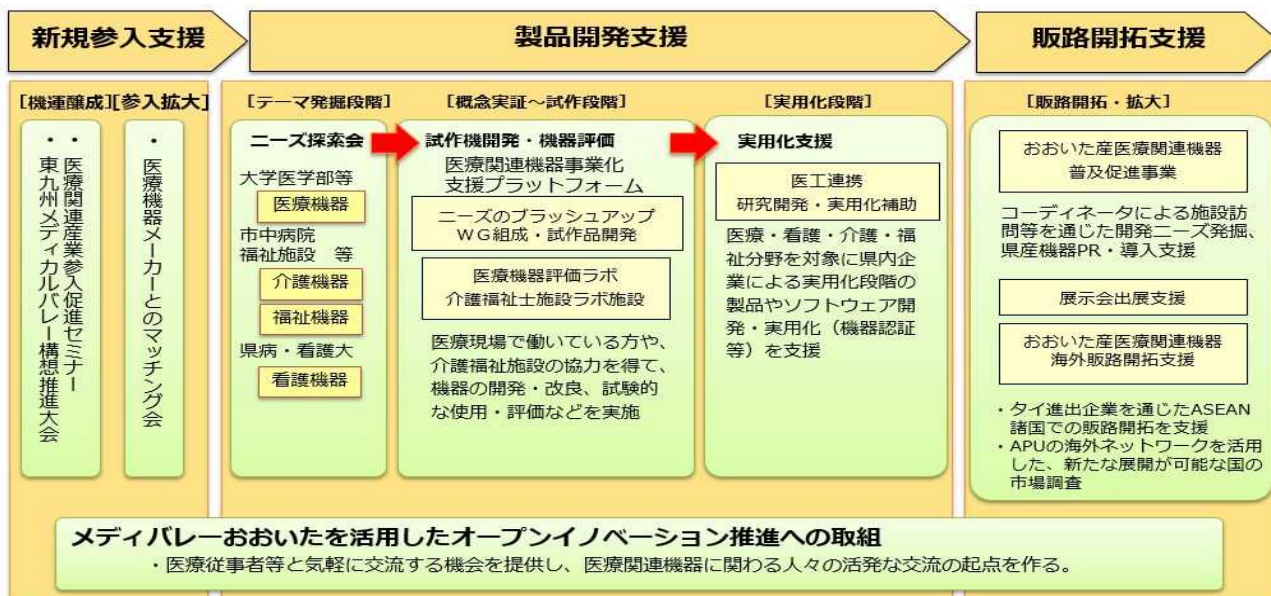 新規参入支援
製品開発支援
販路開拓支援
[機運醸成]
・医療関連産業参入促進セミナー
・東九州メディカルバレー構想推進大会
[参入拡大]
・医療機器メーカーとのマッチング会
[テーマ発掘段階]
ニーズ探索会
大学医学部等
医療機器
市中病院
福祉施設 等
介護機器
福祉機器
県病・看護大
看護機器
[概念実証~試作段階]
試作機開発・機器評価
医療関連機器事業化
支援プラットフォーム
ニーズのブラッシュアップ
WG組成・試作品開発
医療機器評価ラボ
介護福祉士施設ラボ施設
医療現場で働いている方や、
介護福祉施設の協力を得て、
機器の開発・改良、試験的
な使用・評価などを実施
[実用化段階]
実用化支援
医工連携
研究開発・実用化補助
医療・看護・介護・福
祉分野を対象に県内企
業による実用化段階の
製品やソフトウェア開
発・実用化（機器認証
等）を支援
[販路開拓・拡大]
おおいた産医療関連機器
普及促進事業
コーディネータによる施設訪
問等を通じた開発ニーズ発掘、
県産機器PR・導入支援
展示会出展支援
おおいた産医療関連機器
海外販路開拓支援
・タイ進出企業を通じたASEAN
諸国での販路開拓を支援
・APUの海外ネットワークを活用
した、新たな展開が可能な国の
市場調査
メディバレーおおいたを活用したオープンイノベーション推進への取組
・医療従事者等と気軽に交流する機会を提供し、医療関連機器に関わる人々の活発な交流の起点を作る。